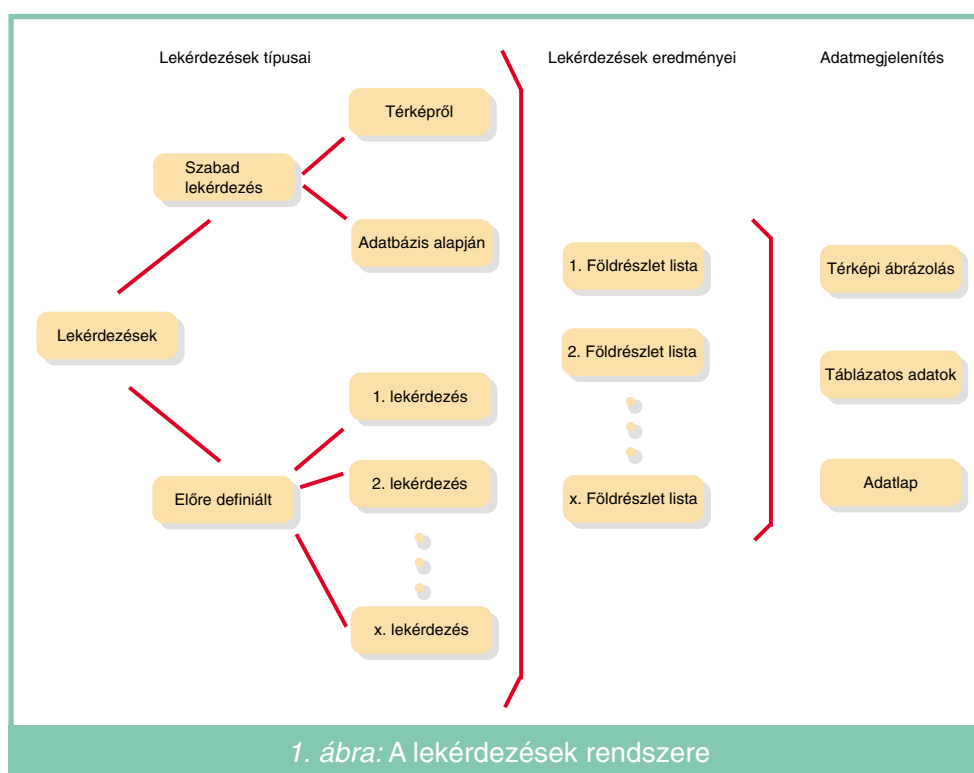 Lekérdezések típusai
Lekérdezések eredményei
Adatmegjelenítés
Térképről
Szabad
lekérdezés
Adatbázis alapján
Lekérdezések
1. lekérdezés
Előre definiált
2. lekérdezés
x. lekérdezés
1. Földrészlet lista
2. Földrészlet lista
x. Földrészlet lista
Térképi ábrázolás
Táblázatos adatok
Adatlap
1. ábra: A lekérdezések rendszere